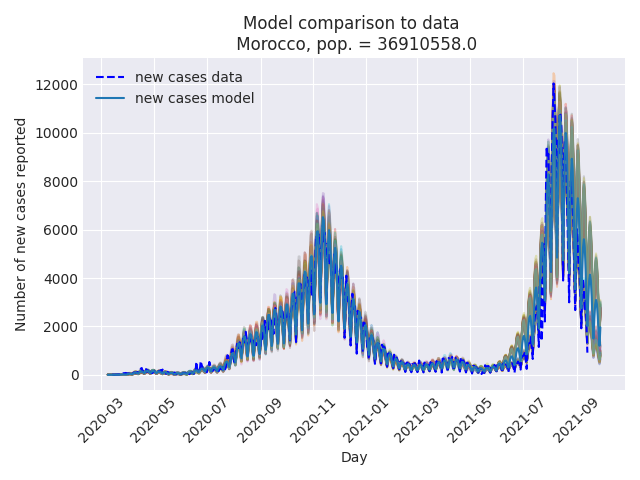 Model comparison to data
Morocco, pop. = 36910558.0
new cases data
new cases model
Number of new cases reported
12000
10000
8000
6000
4000
2000
0
2020-03
2020-05
2020-07
2020-09
2020-11
2021-01
2021-03
2021-05
2021-07
2021-09
Day